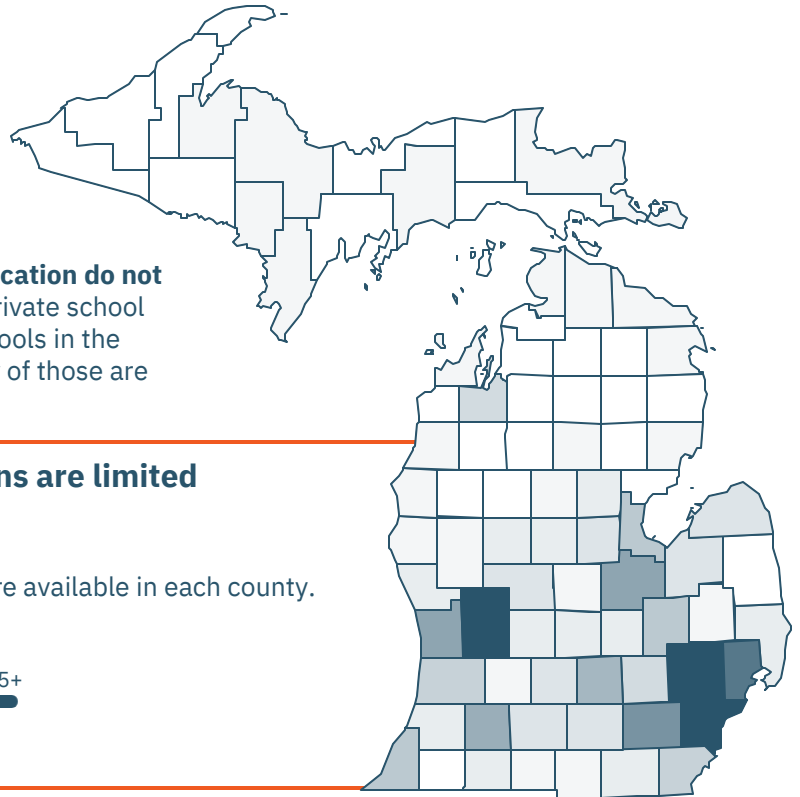 cation do not
rivate school
ools in the
of those are
ns are limited
re available in each county.
5+